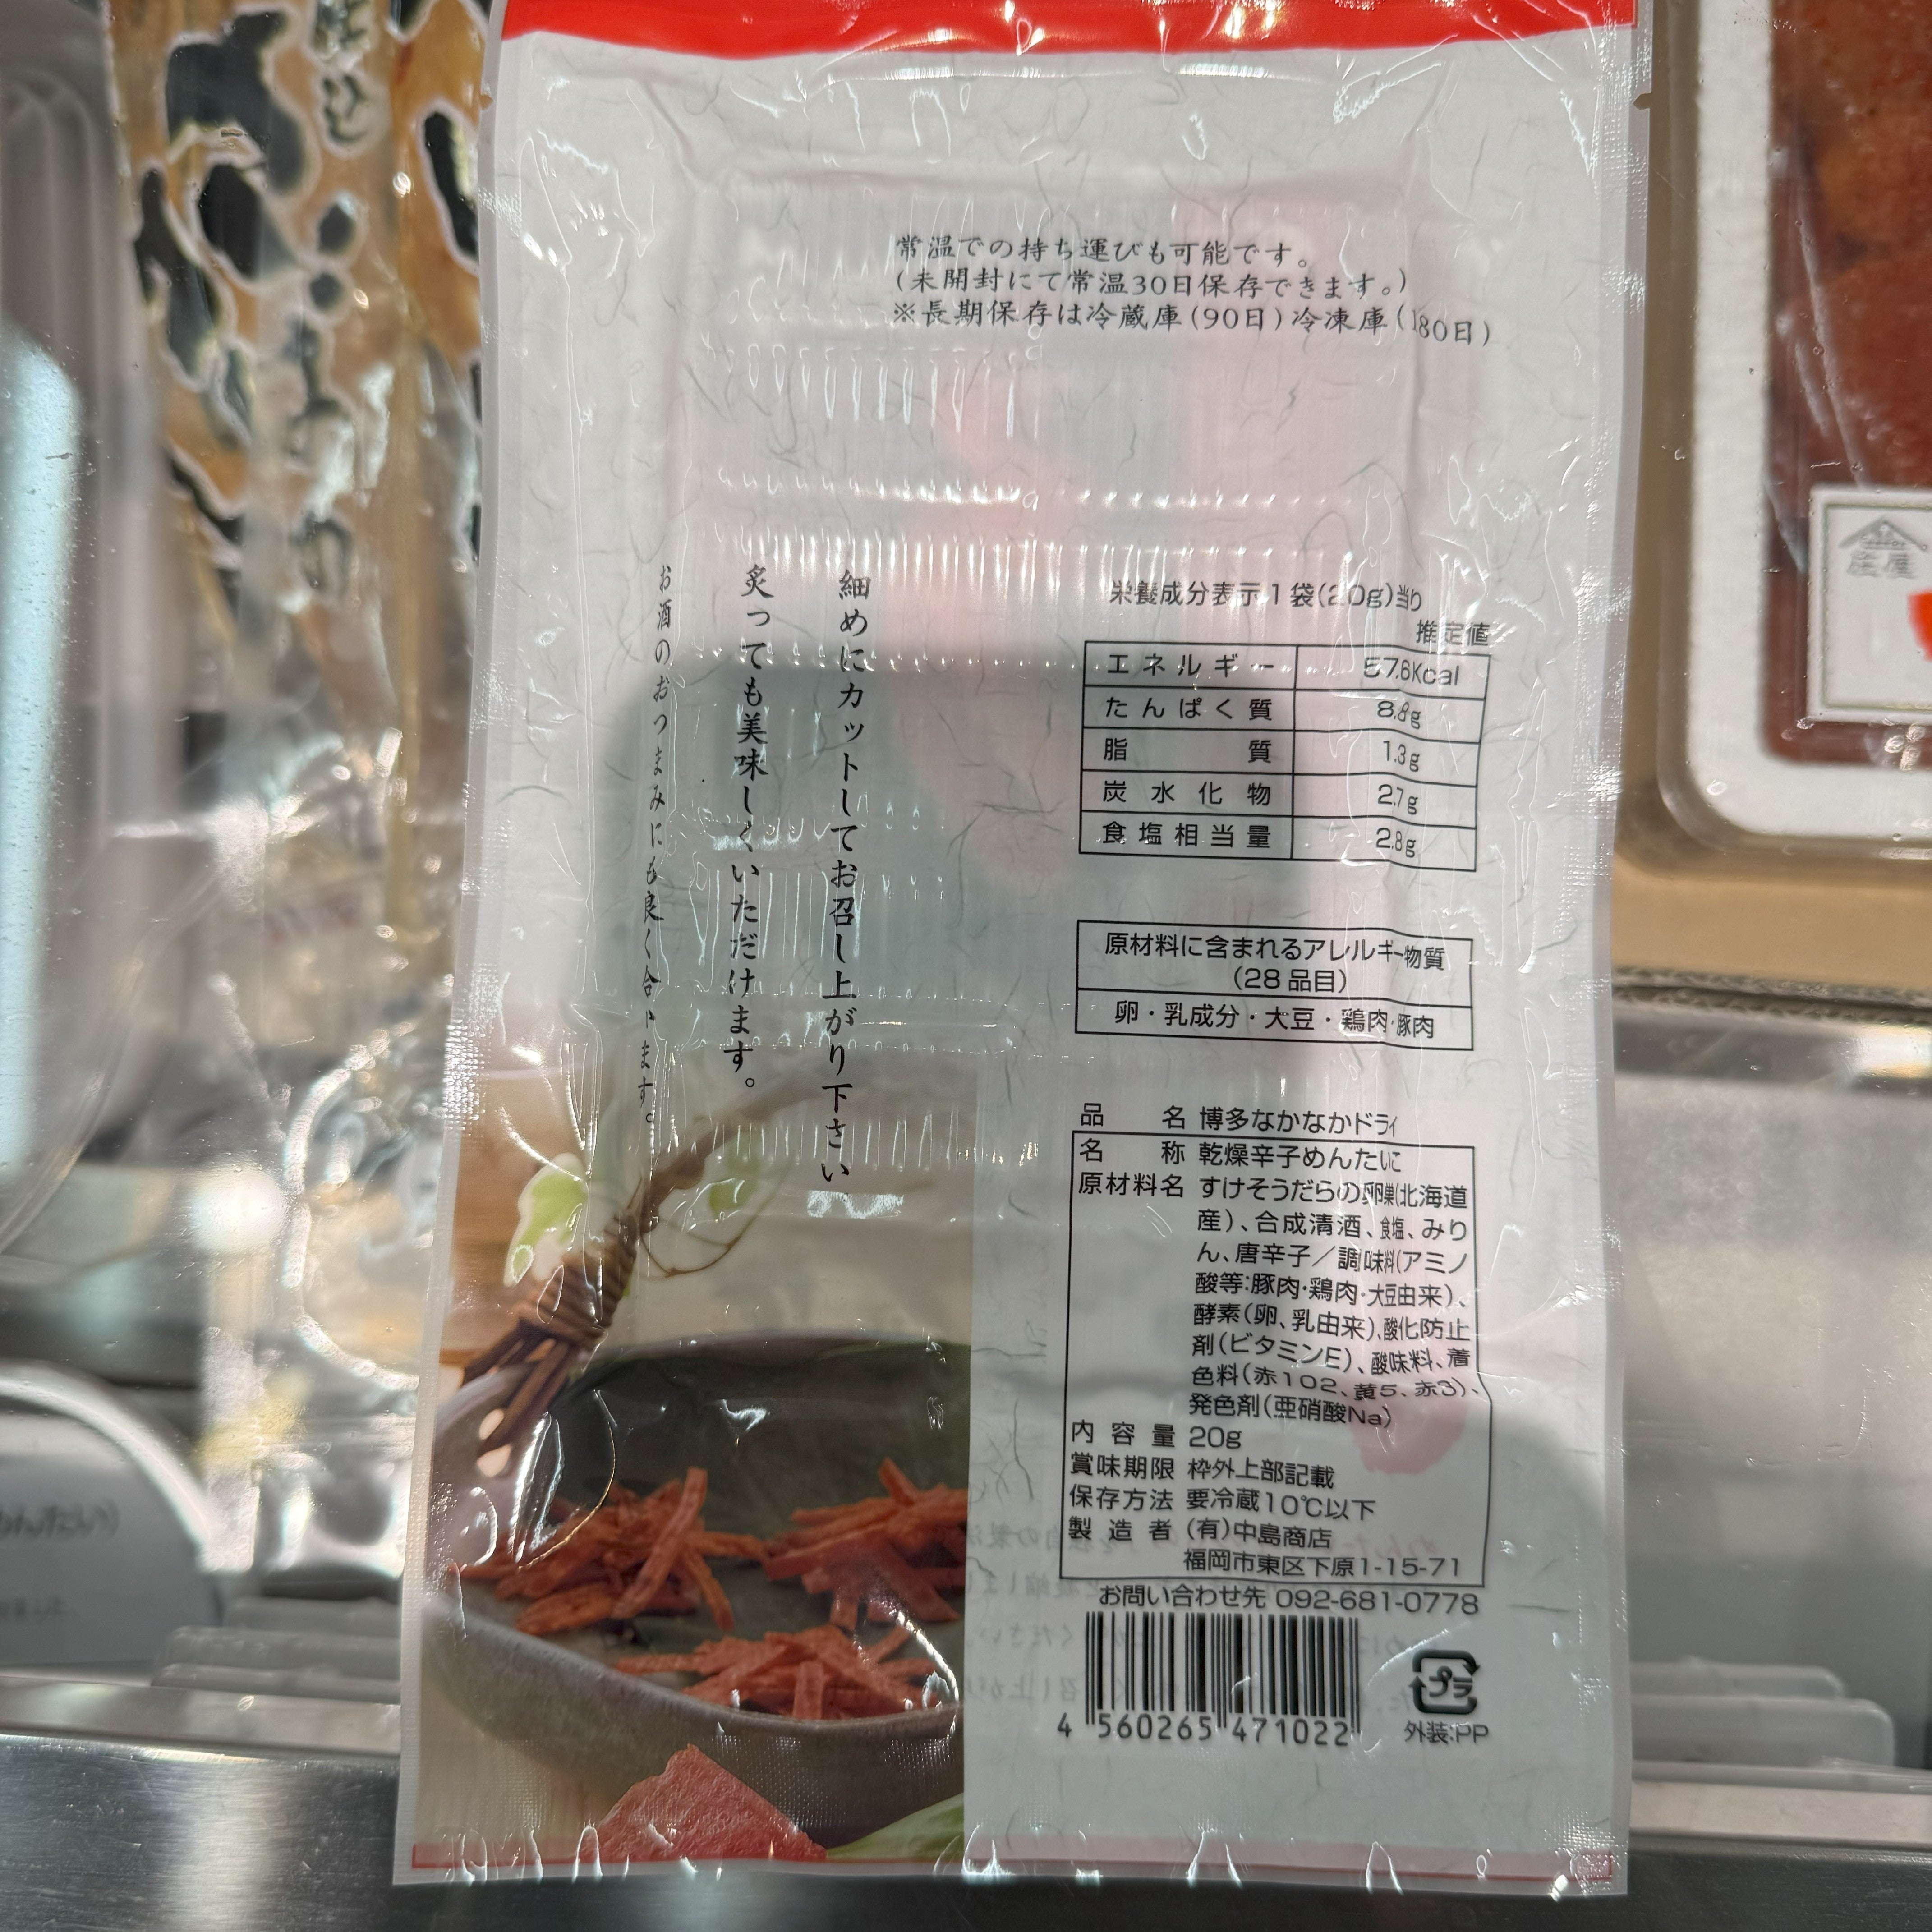 常温での持ち運びも可能です。
(未開封にて常温30日保存できます。)
※長期保存は冷蔵庫(90日)冷凍庫(180日)
細めにカットしてお召し上がり下さい
炙っても美味しくいただけます。
お酒のおつまみにも良く合います。
栄養成分表示1袋(20g)当り
推定値
エネルギー 57.6Kcal
たんぱく質 8.8g
脂質 1.3g
炭水化物 2.7g
食塩相当量 2.8g
原材料に含まれるアレルギー物質
(28品目)
卵・乳成分・大豆・鶏肉・豚肉
品名 博多なかなかドライ
名称 乾燥辛子めんたいこ
原材料名 すけそうだらの卵巣(北海道
産)、合成清酒、食塩、みり
ん、唐辛子/調味料(アミノ
酸等:豚肉・鶏肉・大豆由来)、
酵素(卵、乳由来)、酸化防止
剤(ビタミンE)、酸味料、着
色料(赤102、黄5、赤3)、
発色剤(亜硝酸Na)
内容量 20g
賞味期限 枠外上部記載
保存方法 要冷蔵10℃以下
製造者 (有)中島商店
福岡市東区下原1-15-71
お問い合わせ先 092-681-0778
4 560265 471022
プラ
外装:PP